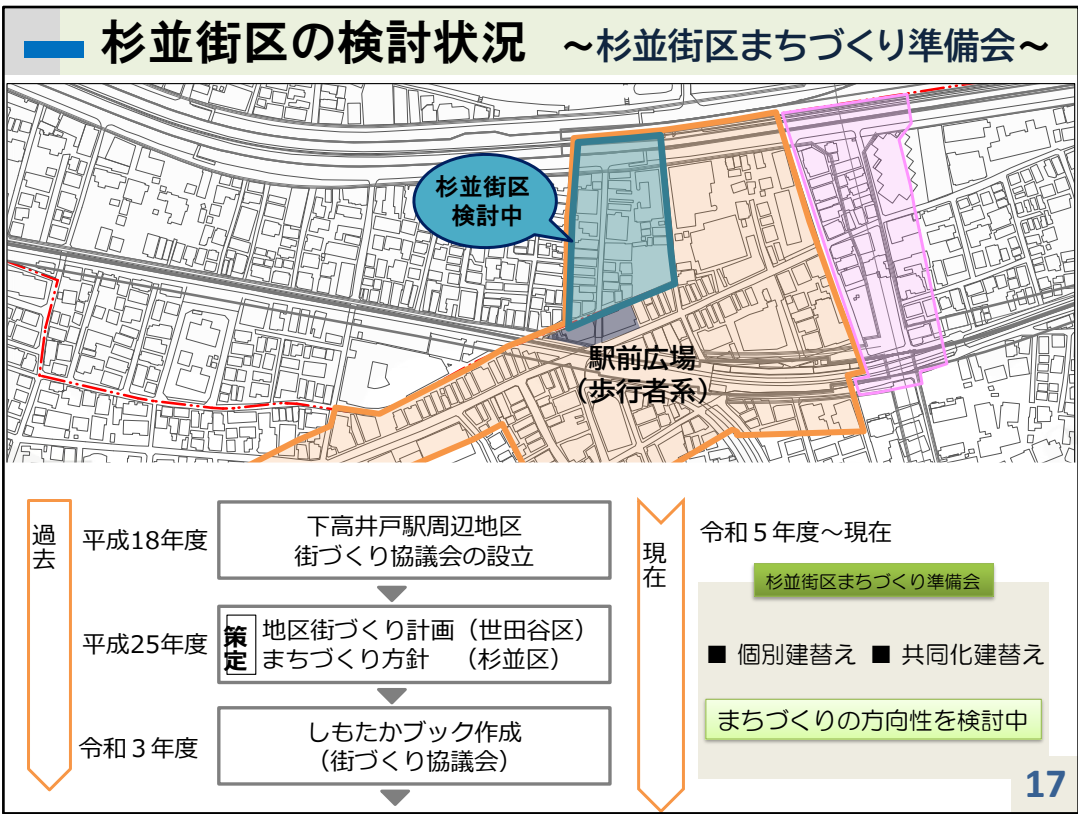 杉並街区の検討状況 ~杉並街区まちづくり準備会~
杉並街区
検討中
駅前広場
（歩行者系）
過去
平成18年度
下高井戸駅周辺地区
街づくり協議会の設立
平成25年度
策定
地区街づくり計画（世田谷区）
まちづくり方針　（杉並区）
令和３年度
しもたかブック作成
（街づくり協議会）
現在
令和５年度～現在
杉並街区まちづくり準備会
■ 個別建替え ■ 共同化建替え
まちづくりの方向性を検討中
17